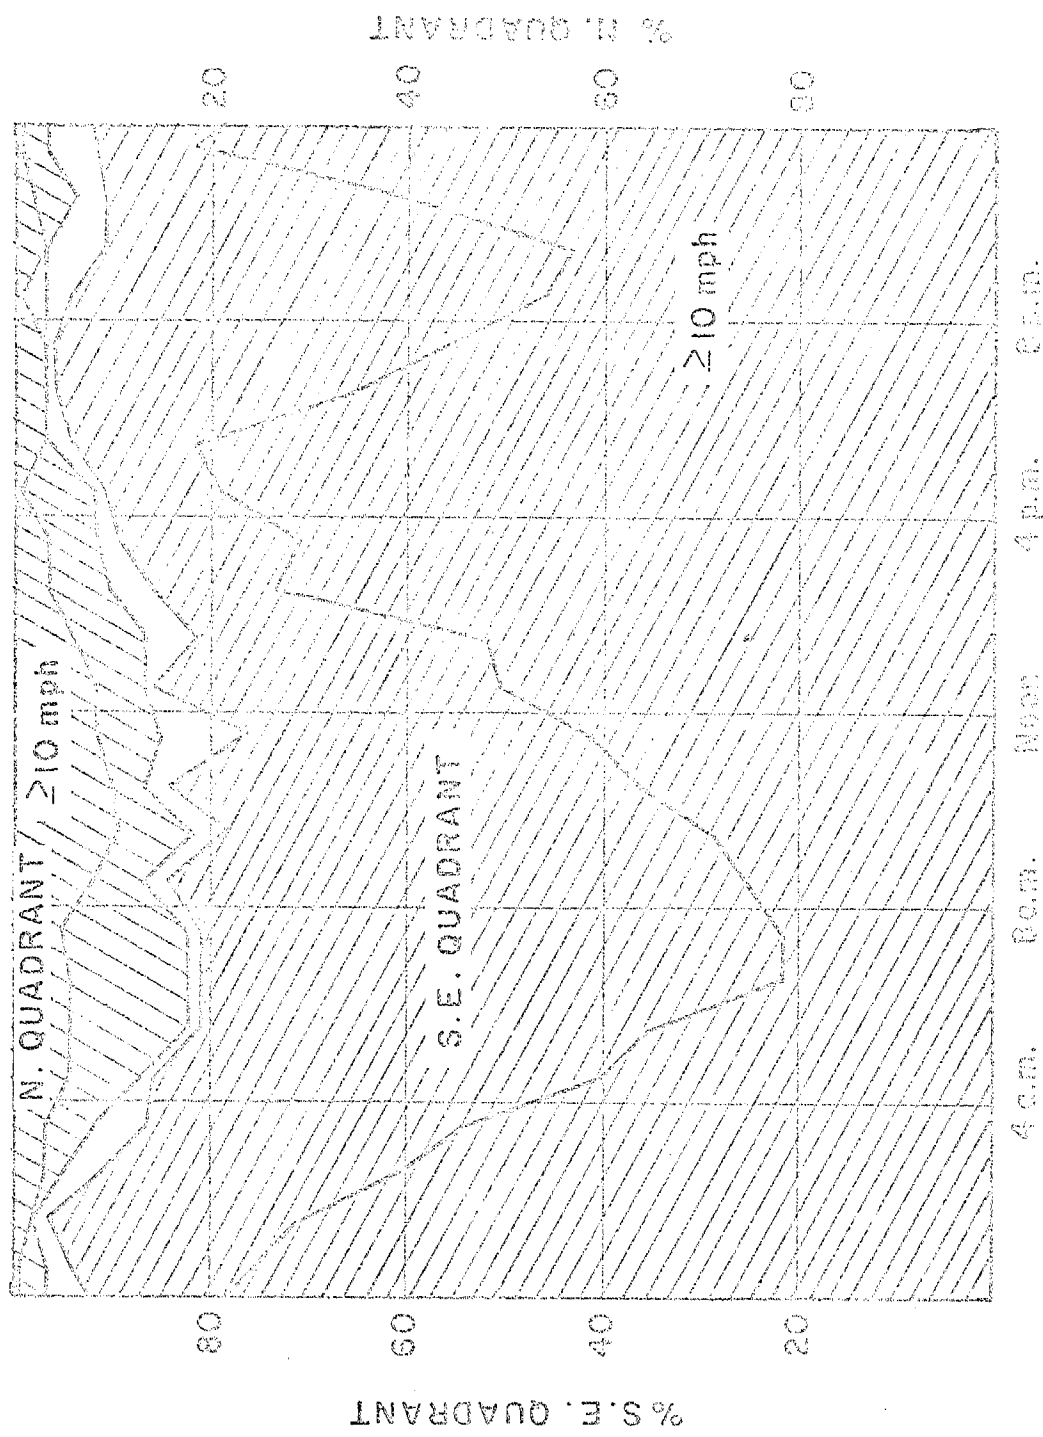 % S.E. QUADRANT
80
60
40
20
N. QUADRANT
≥10 mph
S.E. QUADRANT
≥10 mph
20
40
60
80
% N. QUADRANT
4 a.m.
8 a.m.
Noon
4 p.m.
8 p.m.